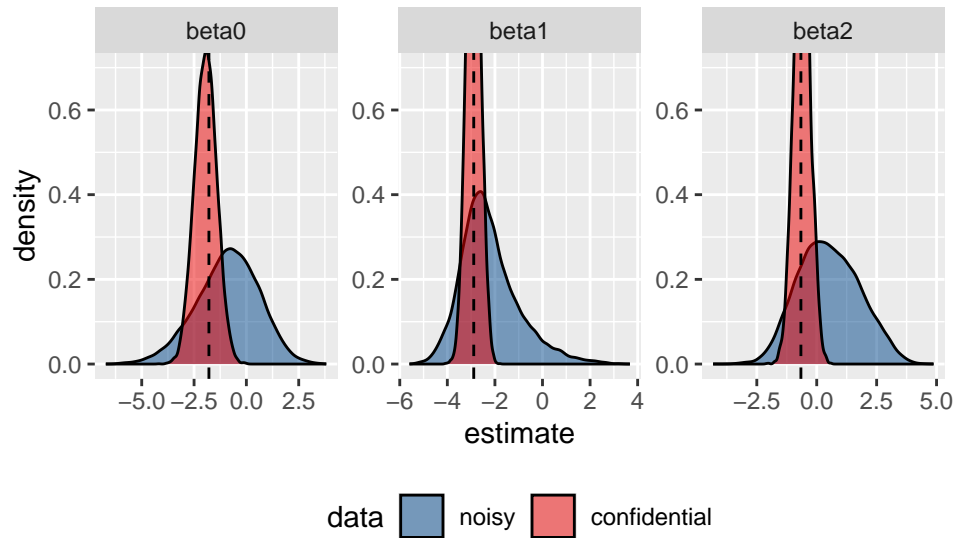 beta0 beta1 beta2
density
0.6 0.6 0.6
0.4 0.4 0.4
0.2 0.2 0.2
0.0 0.0 0.0
−5.0 −2.5 0.0 2.5 −6 −4 −2 0 2 4 −2.5 0.0 2.5 5.0
estimate
data noisy confidential